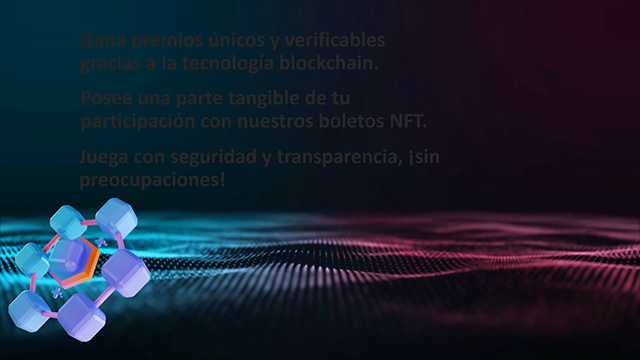 Gana premios únicos y verificables
gracias a la tecnología blockchain.
Posee una parte tangible de tu
participación con nuestros boletos NFT.
Juega con seguridad y transparencia, ¡sin
preocupaciones!